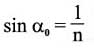 sin α₀ = 1/n